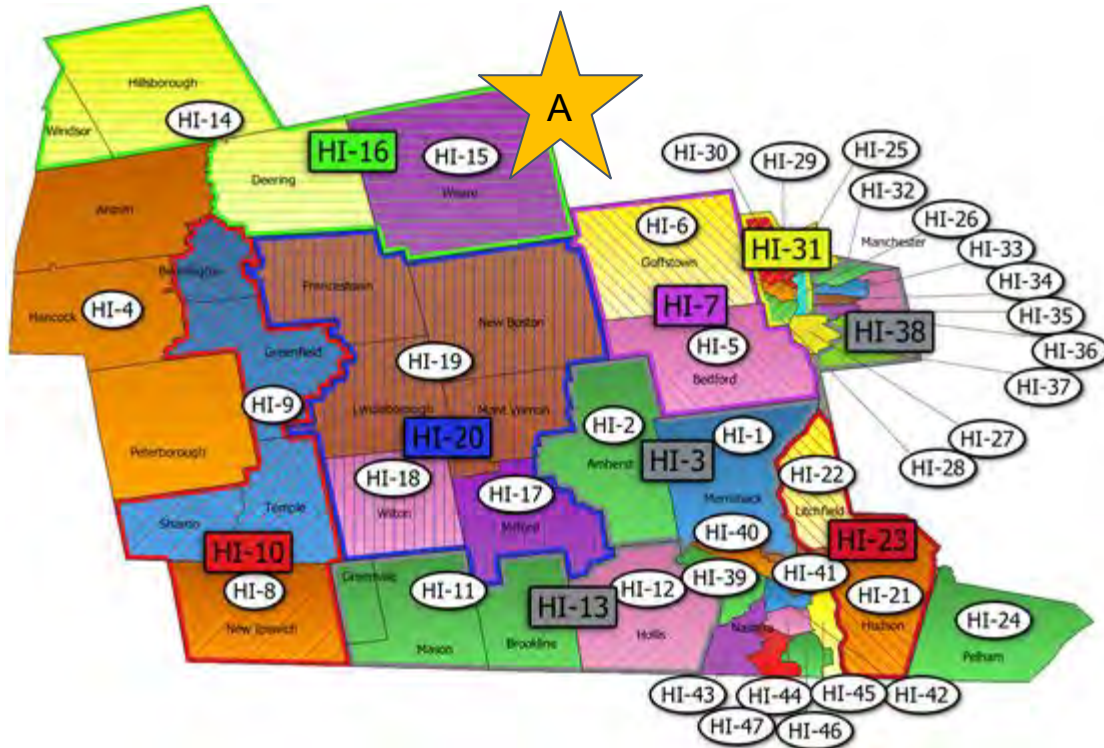 A
Hillsborough
HI-14
Windsor
HI-16
HI-15
Weare
Deering
HI-30
HI-29
HI-25
HI-32
HI-26
Manchester
HI-33
HI-31
HI-34
HI-35
HI-38
HI-36
HI-37
HI-27
HI-28
HI-6
Goffstown
HI-7
HI-5
Bedford
Antrim
Bennington
HI-4
Hancock
Francestown
New Boston
Greenfield
HI-19
HI-9
Lyndeborough
Mont Vernon
HI-20
Peterborough
HI-2
HI-3
HI-1
Amherst
HI-22
Merrimack
Litchfield
HI-18
Wilton
HI-17
Milford
Sharon
Temple
HI-10
HI-40
HI-23
HI-8
New Ipswich
Greenville
HI-11
HI-13
HI-12
HI-39
HI-41
HI-21
Mason
Brookline
Hollis
Nashua
Hudson
HI-24
Pelham
HI-43
HI-44
HI-45
HI-42
HI-47
HI-46